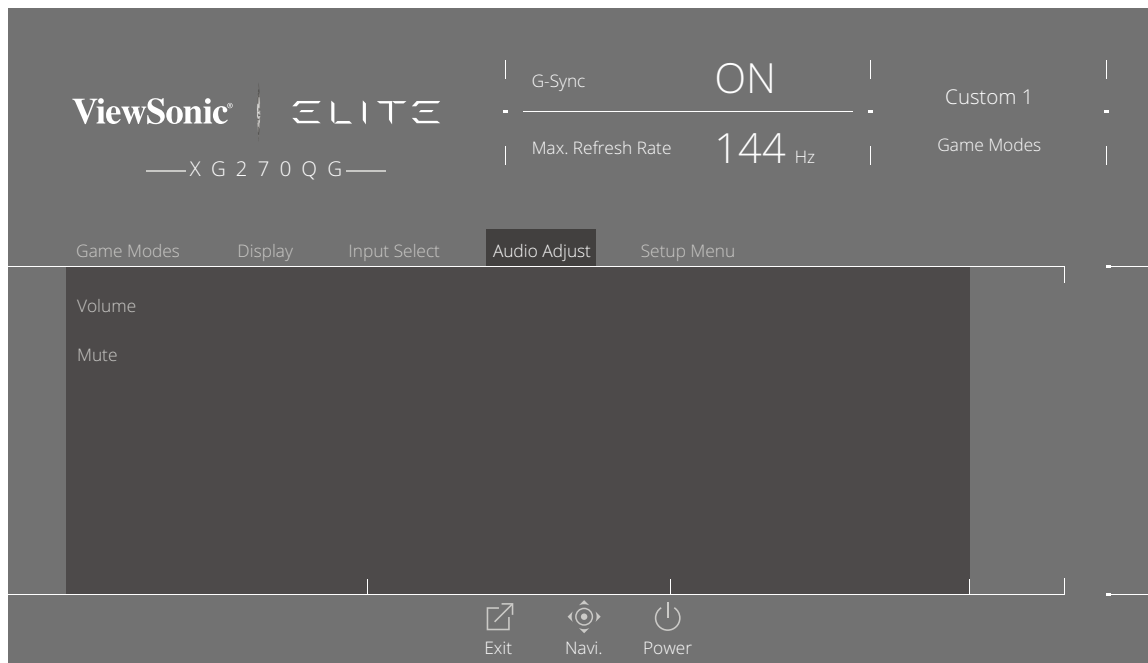 ViewSonic® ELITE
XG270QG
G-Sync ON
Max. Refresh Rate 144 Hz
Custom 1
Game Modes
Game Modes Display Input Select Audio Adjust Setup Menu
Volume
Mute
Exit Navi. Power